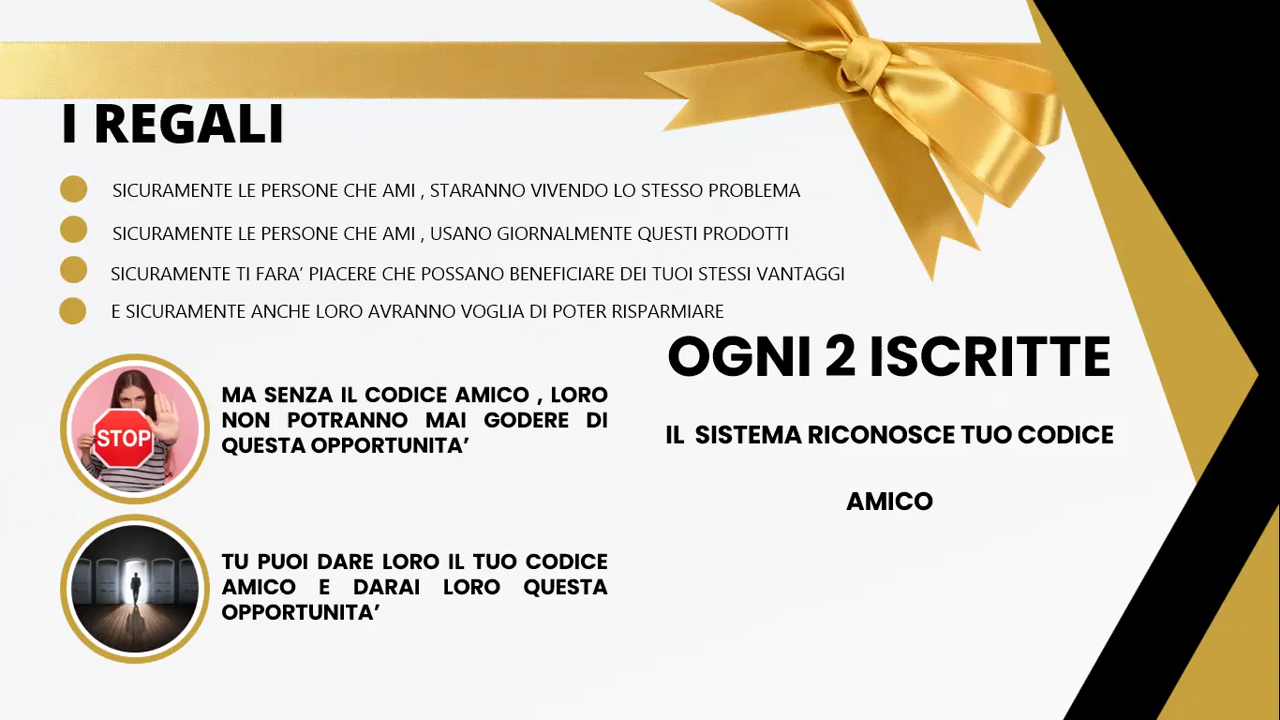 I REGALI
SICURAMENTE LE PERSONE CHE AMI , STARANNO VIVENDO LO STESSO PROBLEMA
SICURAMENTE LE PERSONE CHE AMI , USANO GIORNALMENTE QUESTI PRODOTTI
SICURAMENTE TI FARA’ PIACERE CHE POSSANO BENEFICIARE DEI TUOI STESSI VANTAGGI
E SICURAMENTE ANCHE LORO AVRANNO VOGLIA DI POTER RISPARMIARE
STOP
MA SENZA IL CODICE AMICO , LORO
NON POTRANNO MAI GODERE DI
QUESTA OPPORTUNITA’
TU PUOI DARE LORO IL TUO CODICE
AMICO E DARAI LORO QUESTA
OPPORTUNITA’
OGNI 2 ISCRITTE
IL SISTEMA RICONOSCE TUO CODICE
AMICO